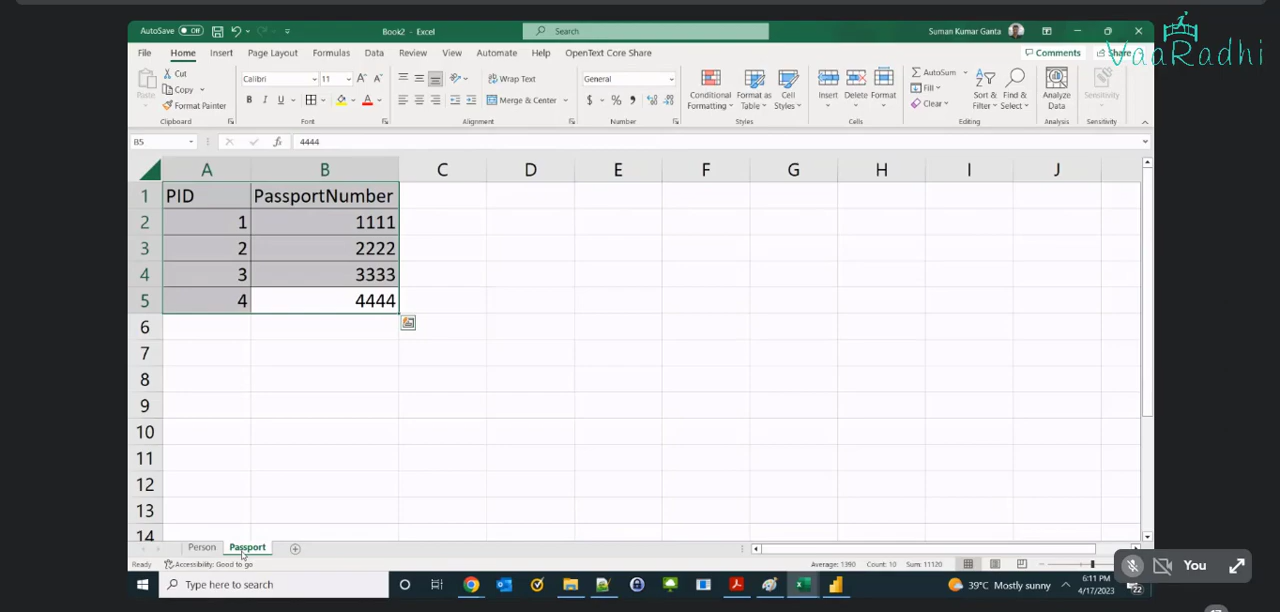 AutoSave Off
Book2 - Excel
Search
Suman Kumar Ganta
VaaRadhi
File Home Insert Page Layout Formulas Data Review View Automate Help OpenText Core Share
Comments Share
Paste
Cut
Copy
Format Painter
Calibri 11
B I U
Wrap Text
Merge & Center
General
$ % ,
Conditional Formatting
Format as Table
Cell Styles
Insert Delete Format
AutoSum
Fill
Clear
Sort & Filter
Find & Select
Analyze Data
Sensitivity
Clipboard Font Alignment Number Styles Cells Editing Analysis Sensitivity
B5 fx 4444
A B C D E F G H I J
1 PID PassportNumber
2 1 1111
3 2 2222
4 3 3333
5 4 4444
6
7
8
9
10
11
12
13
14
Person Passport
Ready Accessibility: Good to go Average: 1390 Count: 10 Sum: 11120
You
Type here to search
39°C Mostly sunny
6:11 PM
4/17/2023
22